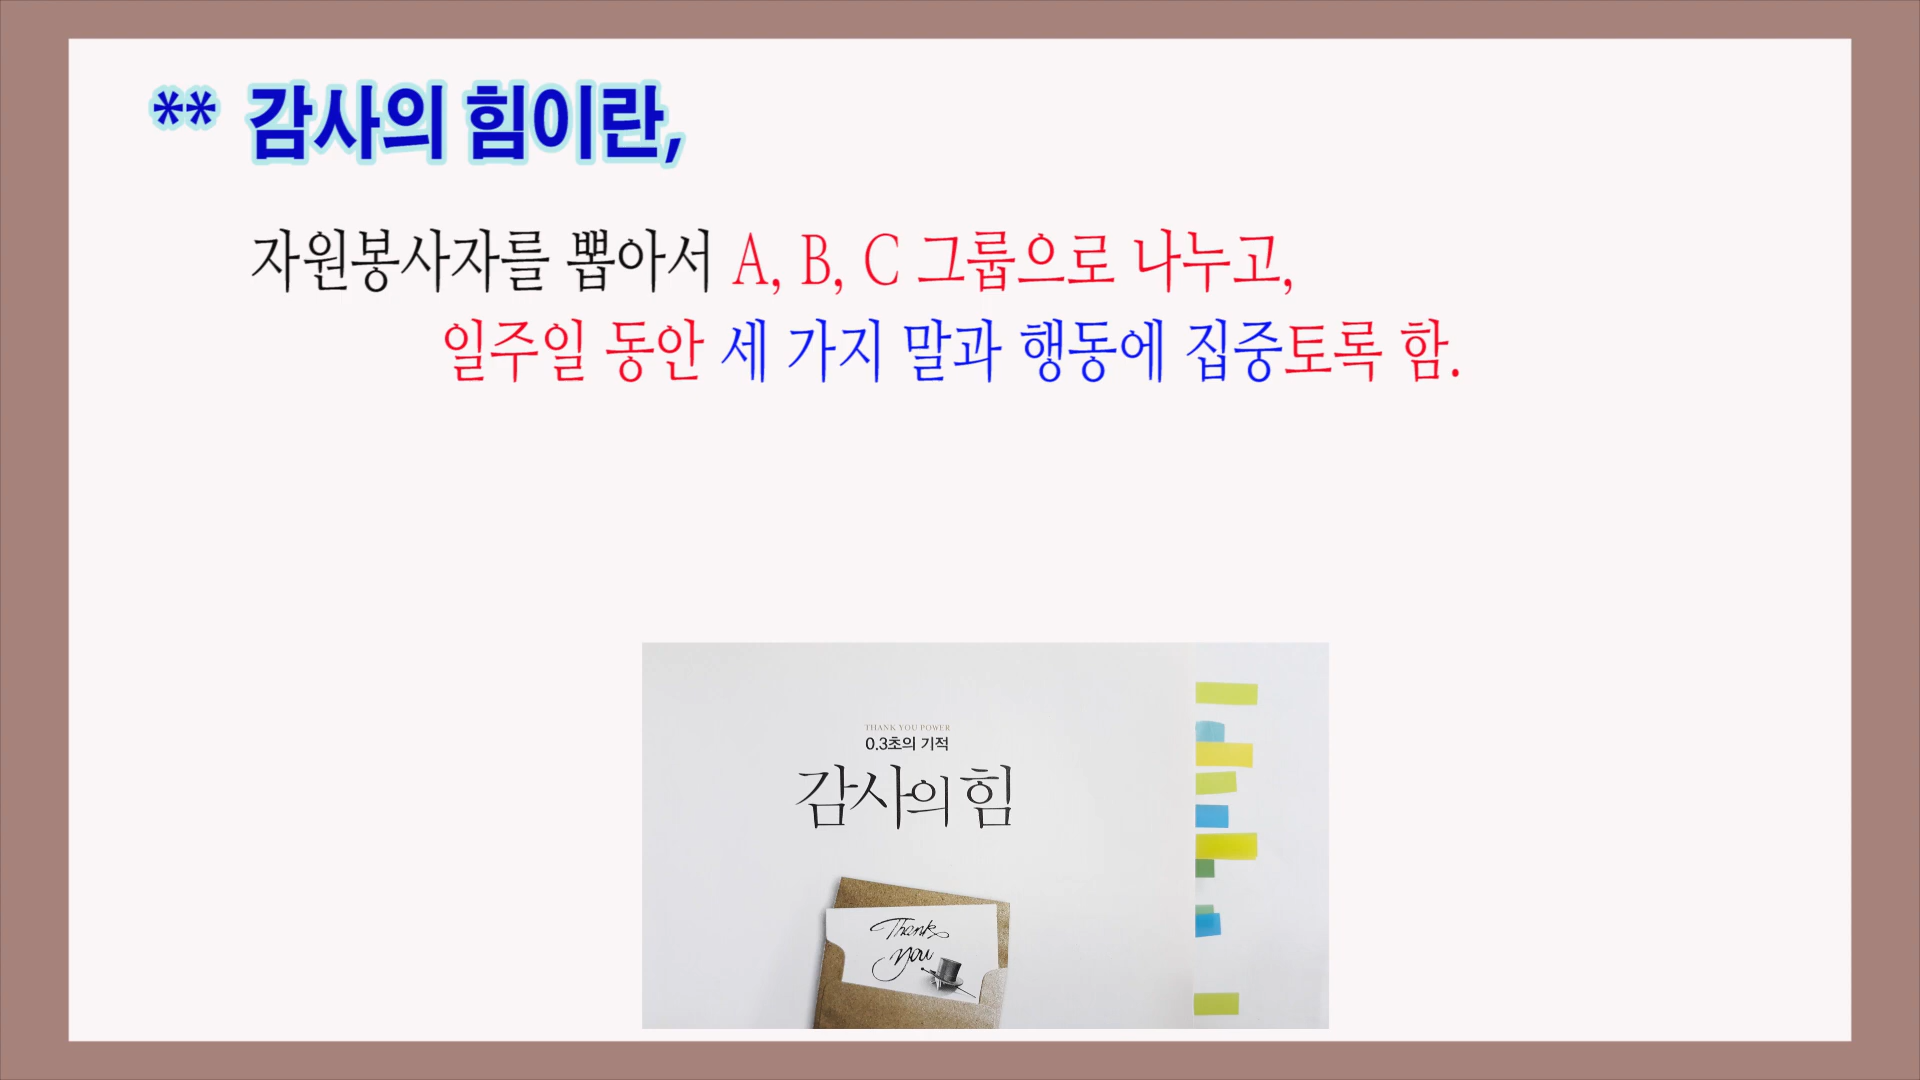 ** 감사의 힘이란,
자원봉사자를 뽑아서 A, B, C 그룹으로 나누고,
일주일 동안 세 가지 말과 행동에 집중토록 함.
THANK YOU POWER
0.3초의 기적
감사의 힘
Thank
you